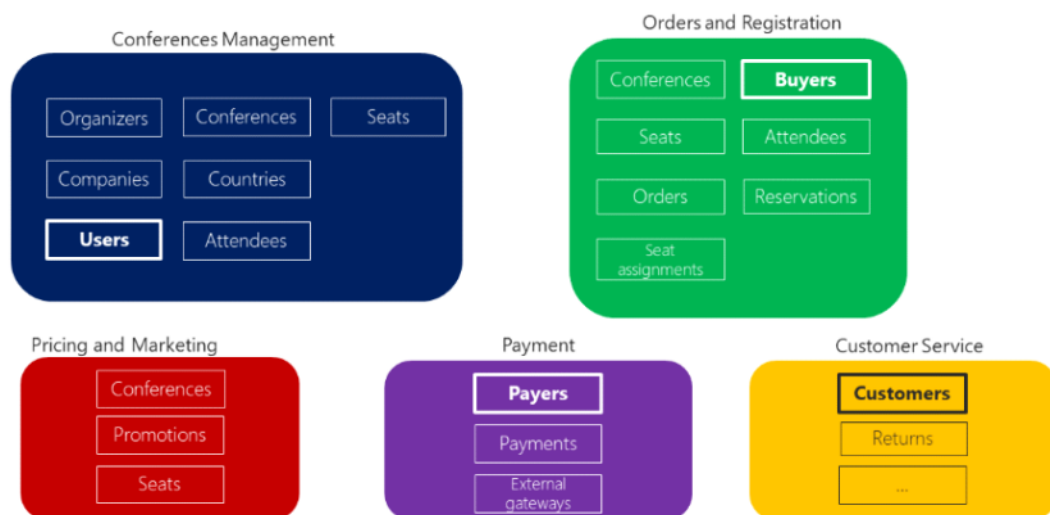 Conferences Management
Organizers
Conferences
Seats
Companies
Countries
Users
Attendees
Orders and Registration
Conferences
Buyers
Seats
Attendees
Orders
Reservations
Seat
assignments
Pricing and Marketing
Conferences
Promotions
Seats
Payment
Payers
Payments
External
gateways
Customer Service
Customers
Returns
...